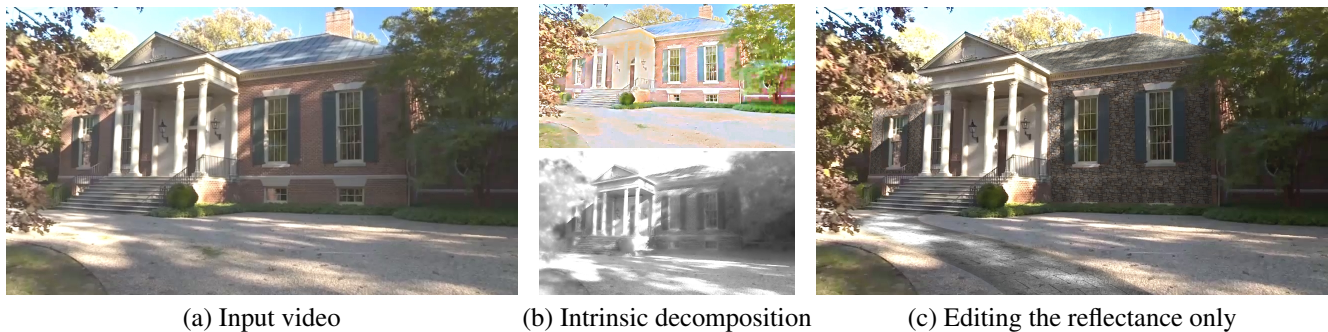 (a) Input video
(b) Intrinsic decomposition
(c) Editing the reflectance only